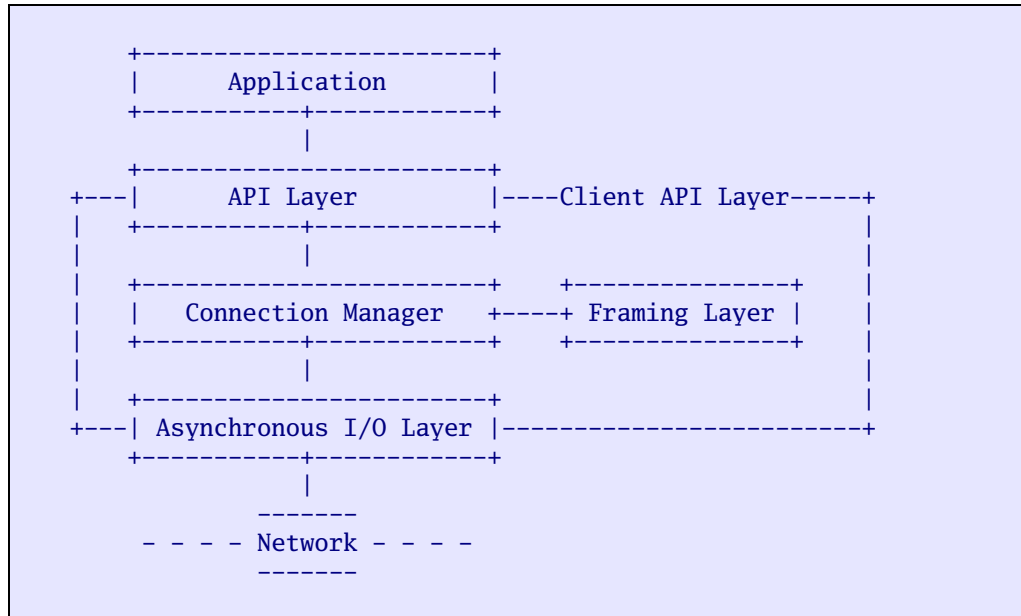 Application
API Layer Client API Layer
Connection Manager Framing Layer
Asynchronous I/O Layer
Network